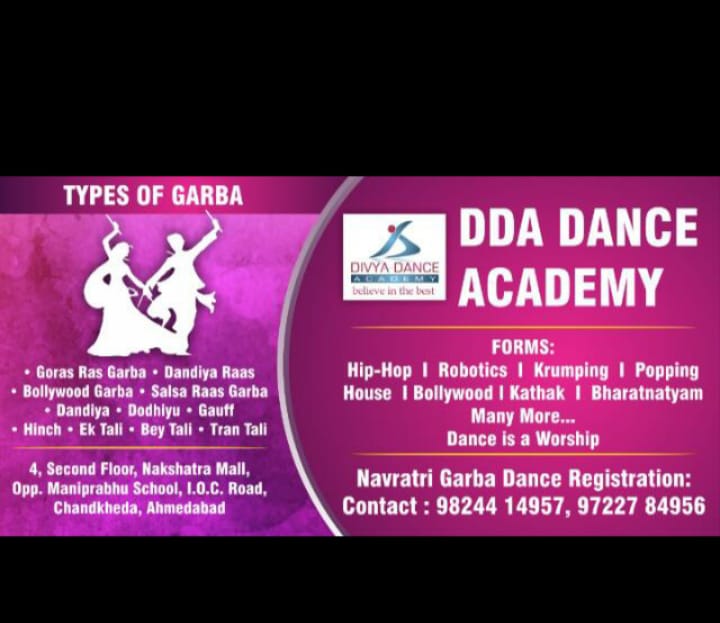 TYPES OF GARBA
• Goras Ras Garba • Dandiya Raas
• Bollywood Garba • Salsa Raas Garba
• Dandiya • Dodhiyu • Gauff
• Hinch • Ek Tali • Bey Tali • Tran Tali
4, Second Floor, Nakshatra Mall,
Opp. Maniprabhu School, I.O.C. Road,
Chandkheda, Ahmedabad
DIVYA DANCE
ACADEMY
believe in the best
DDA DANCE
ACADEMY
FORMS:
Hip-Hop I Robotics I Krumping I Popping
House I Bollywood I Kathak I Bharatnatyam
Many More...
Dance is a Worship
Navratri Garba Dance Registration:
Contact : 98244 14957, 97227 84956